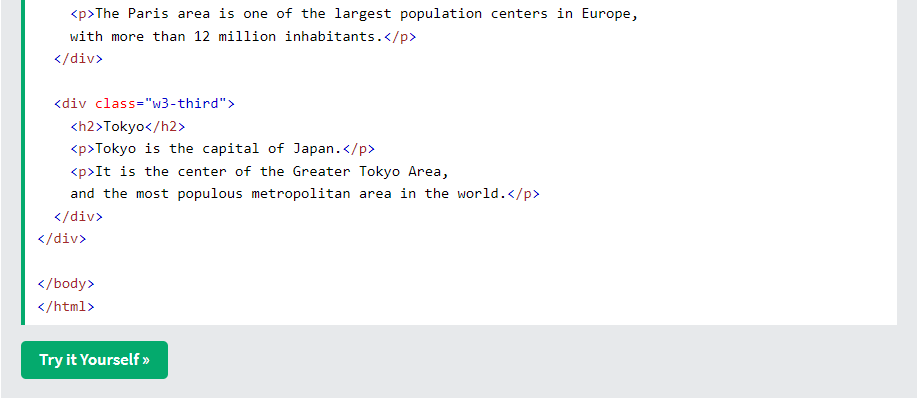 <p>The Paris area is one of the largest population centers in Europe,
with more than 12 million inhabitants.</p>
</div>
<div class="w3-third">
<h2>Tokyo</h2>
<p>Tokyo is the capital of Japan.</p>
<p>It is the center of the Greater Tokyo Area,
and the most populous metropolitan area in the world.</p>
</div>
</div>
</body>
</html>
Try it Yourself »